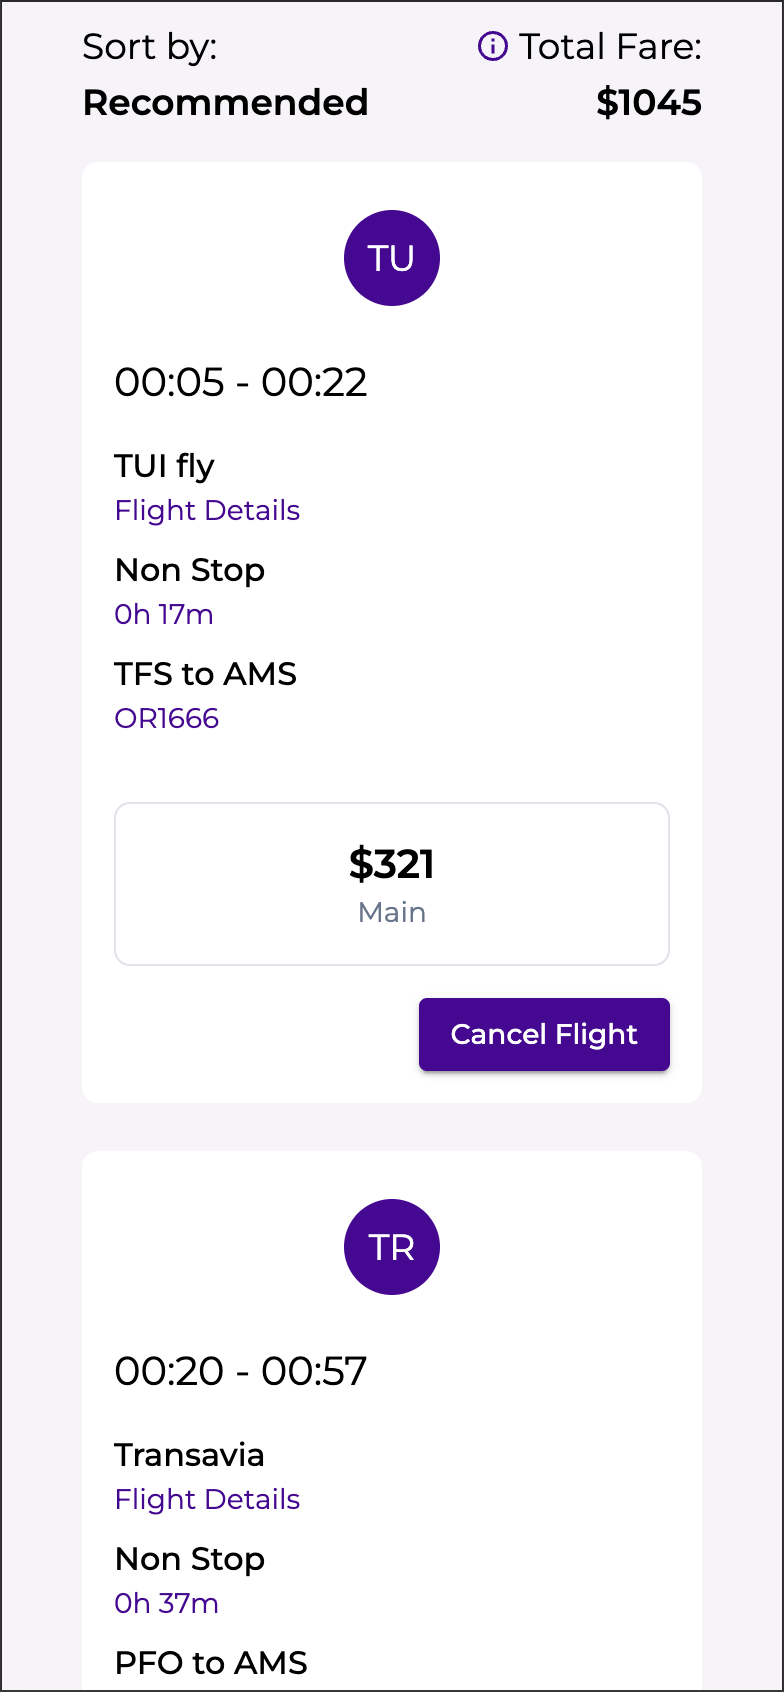 Sort by:
Total Fare:
Recommended
$1045
TU
00:05 - 00:22
TUI fly
Flight Details
Non Stop
0h 17m
TFS to AMS
OR1666
$321
Main
Cancel Flight
TR
00:20 - 00:57
Transavia
Flight Details
Non Stop
0h 37m
PFO to AMS